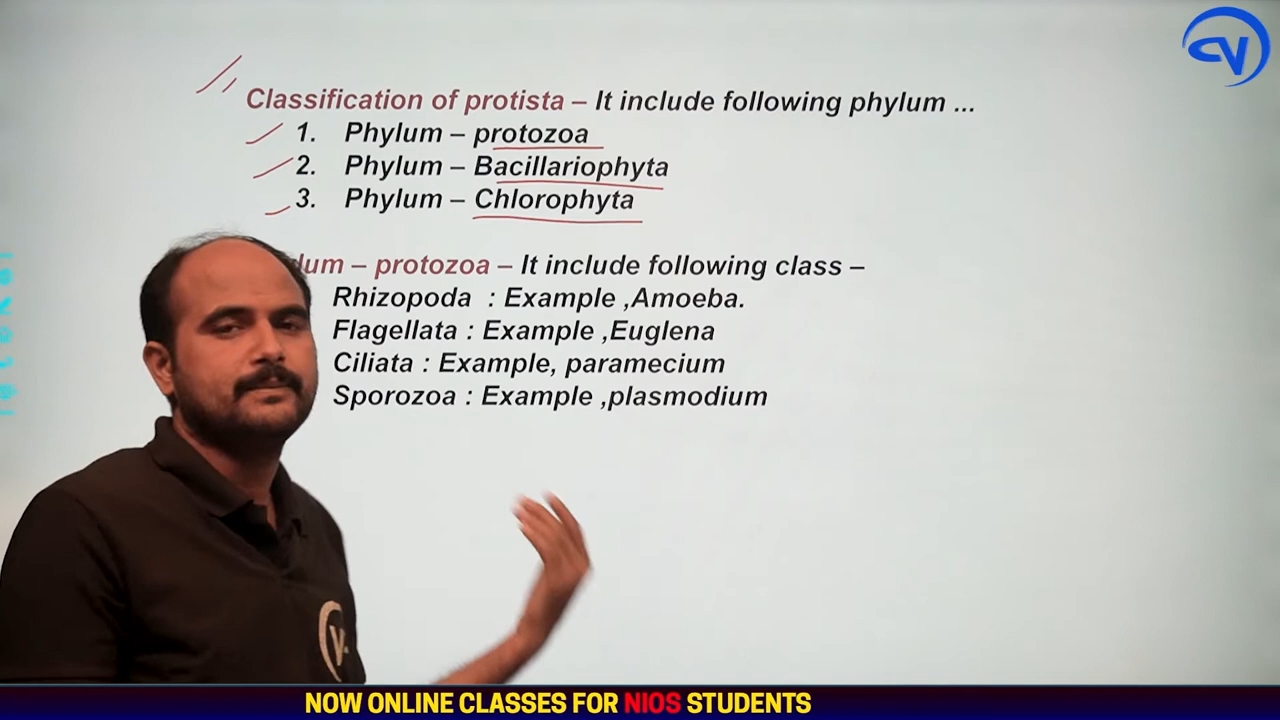 Classification of protista – It include following phylum ...
1. Phylum – protozoa
2. Phylum – Bacillariophyta
3. Phylum – Chlorophyta
– protozoa – It include following class –
Rhizopoda : Example ,Amoeba.
Flagellata : Example ,Euglena
Ciliata : Example, paramecium
Sporozoa : Example ,plasmodium
NOW ONLINE CLASSES FOR NIOS STUDENTS